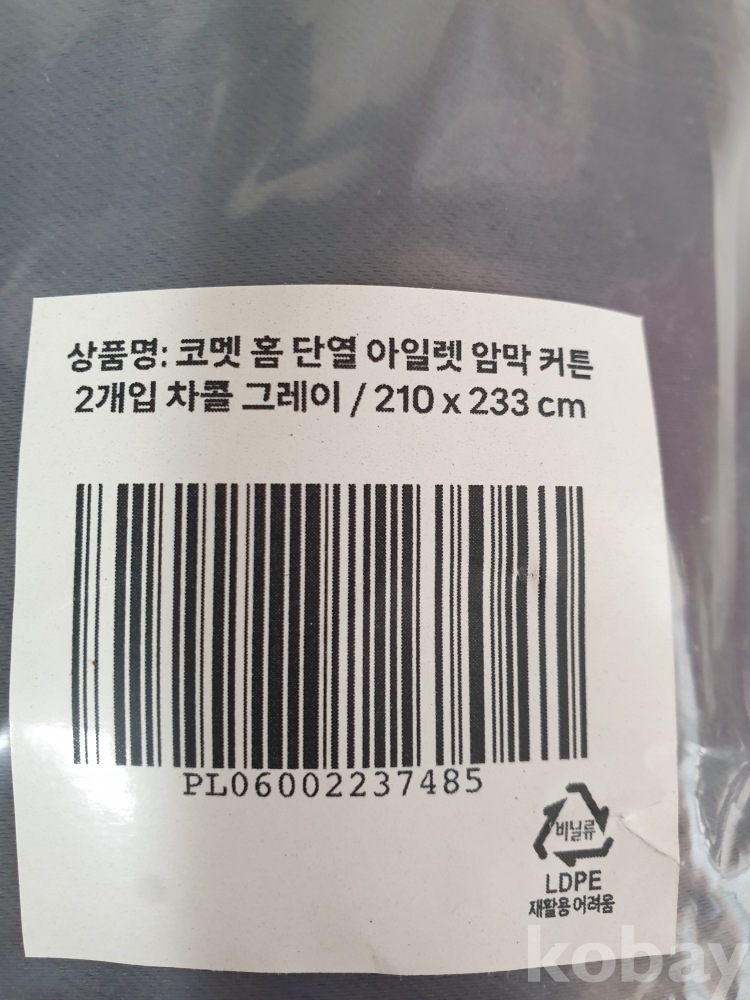 상품명: 코멧 홈 단열 아일렛 암막 커튼
2개입 차콜 그레이 / 210 x 233 cm
PL06002237485
비닐류
LDPE
재활용 어려움
kobay